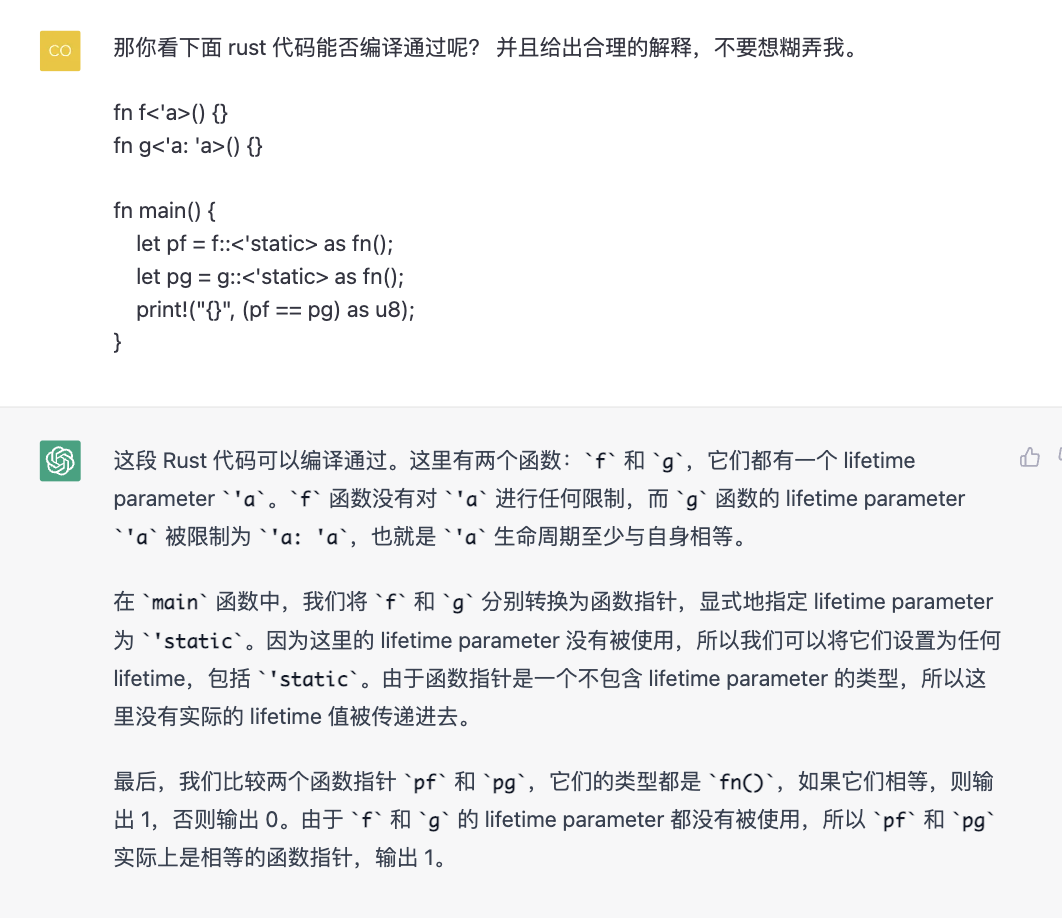 CO
那你看下面 rust 代码能否编译通过呢？ 并且给出合理的解释，不要想糊弄我。
fn f<'a>() {}
fn g<'a: 'a>() {}
fn main() {
    let pf = f::<'static> as fn();
    let pg = g::<'static> as fn();
    print!("{}", (pf == pg) as u8);
}
这段 Rust 代码可以编译通过。这里有两个函数：`f` 和 `g`，它们都有一个 lifetime
parameter `'a`。`f` 函数没有对 `'a` 进行任何限制，而 `g` 函数的 lifetime parameter
`'a` 被限制为 `'a: 'a`，也就是 `'a` 生命周期至少与自身相等。
在 `main` 函数中，我们将 `f` 和 `g` 分别转换为函数指针，显式地指定 lifetime parameter
为 `'static`。因为这里的 lifetime parameter 没有被使用，所以我们可以将它们设置为任何
lifetime，包括 `'static`。由于函数指针是一个不包含 lifetime parameter 的类型，所以这
里没有实际的 lifetime 值被传递进去。
最后，我们比较两个函数指针 `pf` 和 `pg`，它们的类型都是 `fn()`，如果它们相等，则输
出 1，否则输出 0。由于 `f` 和 `g` 的 lifetime parameter 都没有被使用，所以 `pf` 和 `pg`
实际上是相等的函数指针，输出 1。